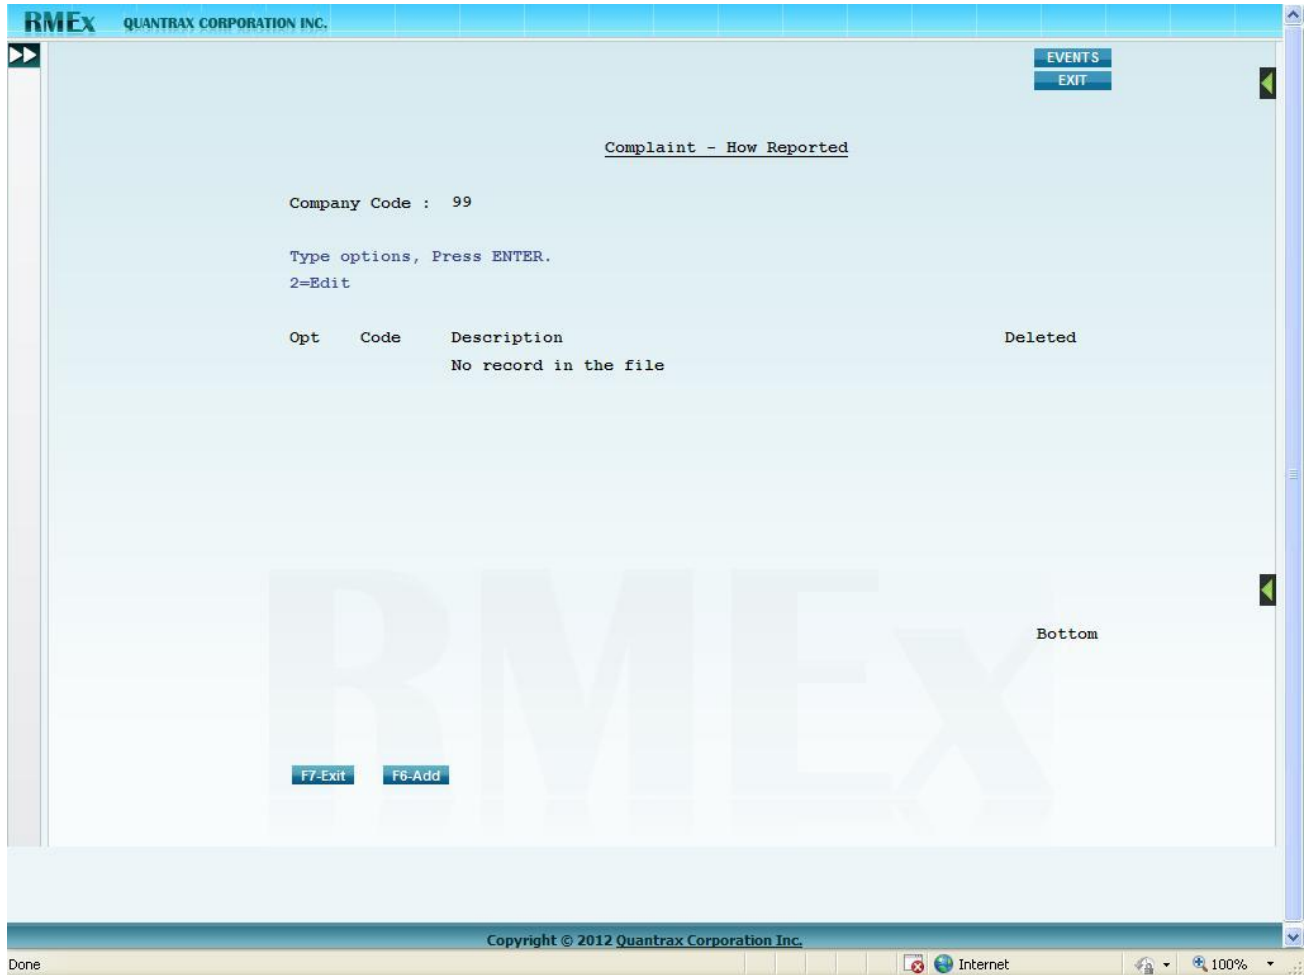 RMEx QUANTRAX CORPORATION INC.
EVENTS
EXIT
Complaint - How Reported
Company Code : 99
Type options, Press ENTER.
2=Edit
Opt Code Description Deleted
No record in the file
RMEx
Bottom
F7-Exit F6-Add
Copyright © 2012 Quantrax Corporation Inc.
Done Internet 100%